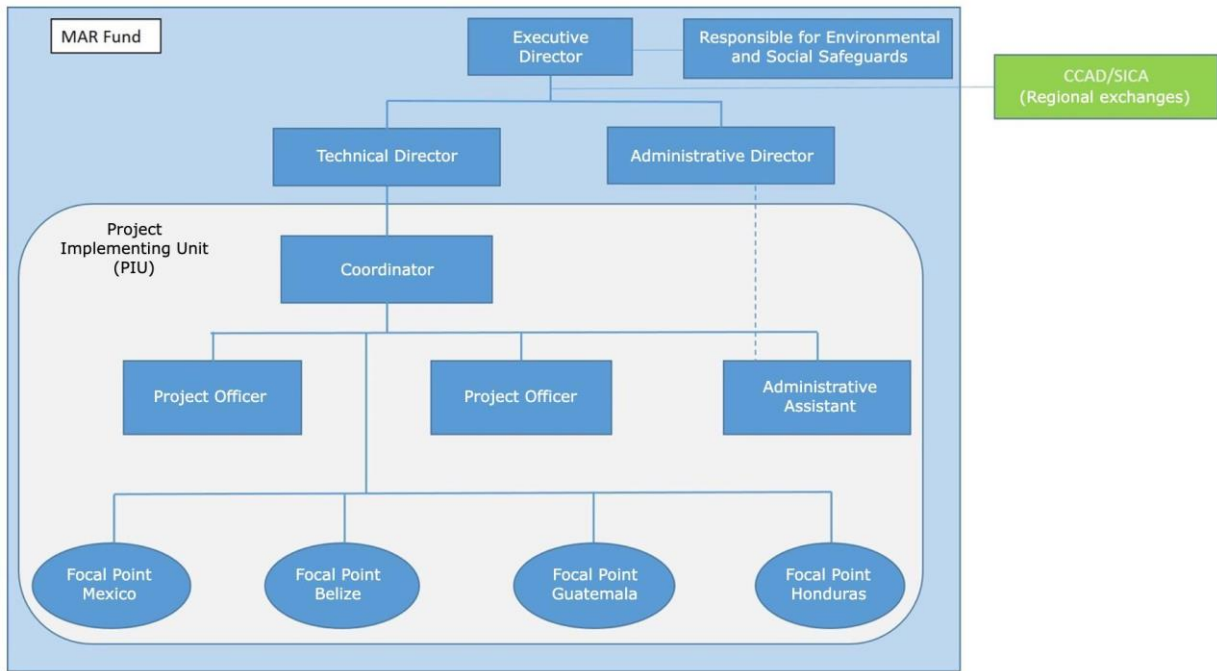 MAR Fund
Executive
Director
Responsible for Environmental
and Social Safeguards
CCAD/SICA
(Regional exchanges)
Technical Director
Administrative Director
Project
Implementing Unit
(PIU)
Coordinator
Project Officer
Project Officer
Administrative
Assistant
Focal Point
Mexico
Focal Point
Belize
Focal Point
Guatemala
Focal Point
Honduras